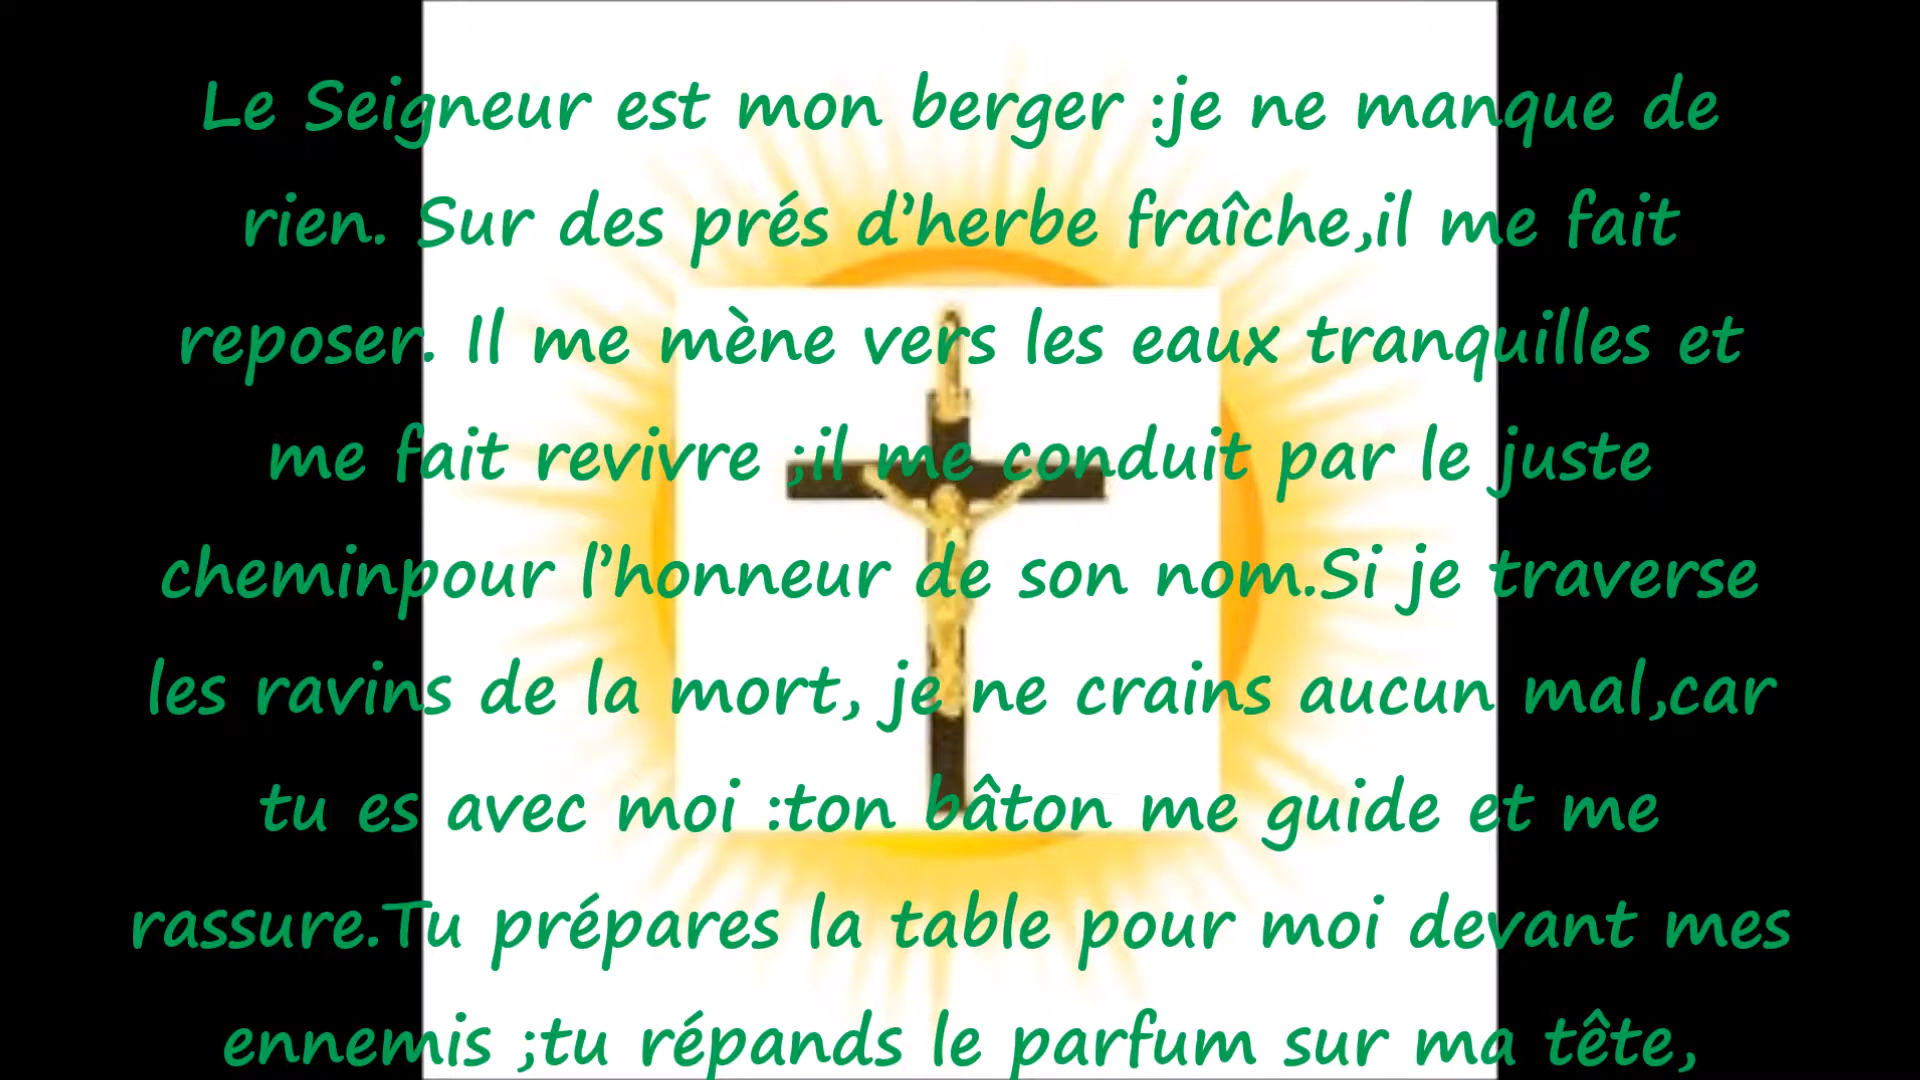 Le Seigneur est mon berger :je ne manque de
rien. Sur des prés d’herbe fraîche,il me fait
reposer. Il me mène vers les eaux tranquilles et
me fait revivre ;il me conduit par le juste
cheminpour l’honneur de son nom.Si je traverse
les ravins de la mort, je ne crains aucun mal,car
tu es avec moi :ton bâton me guide et me
rassure.Tu prépares la table pour moi devant mes
ennemis ;tu répands le parfum sur ma tête,